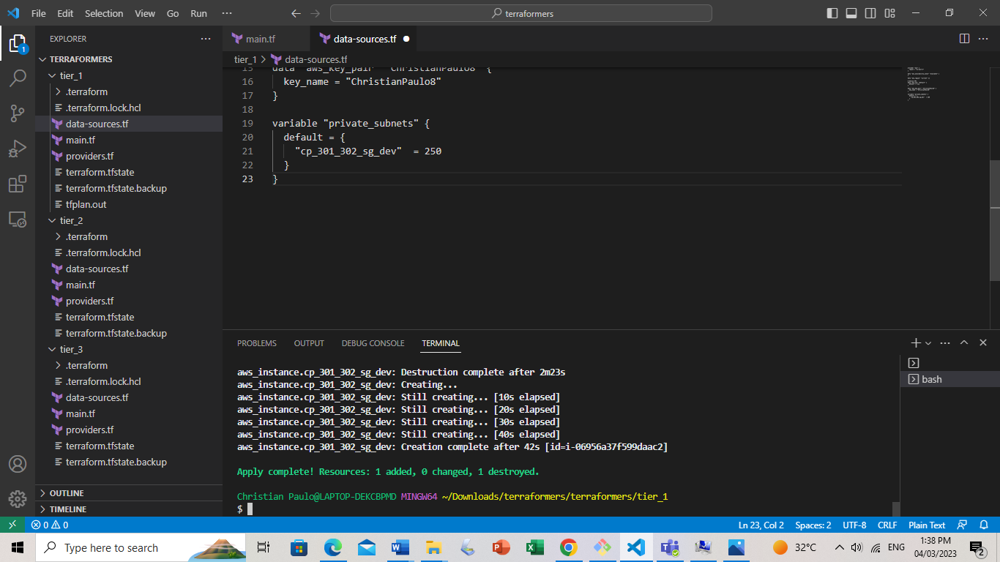 File Edit Selection View Go Run ···
terraformers
EXPLORER
TERRAFORMERS
tier_1
.terraform
.terraform.lock.hcl
data-sources.tf
main.tf
providers.tf
terraform.tfstate
terraform.tfstate.backup
tfplan.out
tier_2
.terraform
.terraform.lock.hcl
data-sources.tf
main.tf
providers.tf
terraform.tfstate
terraform.tfstate.backup
tier_3
.terraform
.terraform.lock.hcl
data-sources.tf
main.tf
providers.tf
terraform.tfstate
terraform.tfstate.backup
OUTLINE
TIMELINE
1
main.tf data-sources.tf
tier_1 > data-sources.tf
15 data "aws_key_pair" "ChristianPaulo8" {
16 key_name = "ChristianPaulo8"
17 }
18
19 variable "private_subnets" {
20 default = {
21 "cp_301_302_sg_dev"  = 250
22 }
23 }
PROBLEMS OUTPUT DEBUG CONSOLE TERMINAL
aws_instance.cp_301_302_sg_dev: Destruction complete after 2m23s
aws_instance.cp_301_302_sg_dev: Creating...
aws_instance.cp_301_302_sg_dev: Still creating... [10s elapsed]
aws_instance.cp_301_302_sg_dev: Still creating... [20s elapsed]
aws_instance.cp_301_302_sg_dev: Still creating... [30s elapsed]
aws_instance.cp_301_302_sg_dev: Still creating... [40s elapsed]
aws_instance.cp_301_302_sg_dev: Creation complete after 42s [id=i-06956a37f599daac2]
Apply complete! Resources: 1 added, 0 changed, 1 destroyed.
Christian Paulo@LAPTOP-DEKCBPMD MINGW64 ~/Downloads/terraformers/terraformers/tier_1
$
bash
0 0
Ln 23, Col 2 Spaces: 2 UTF-8 CRLF Plain Text
Type here to search
32°C
ENG
1:38 PM
04/03/2023
2